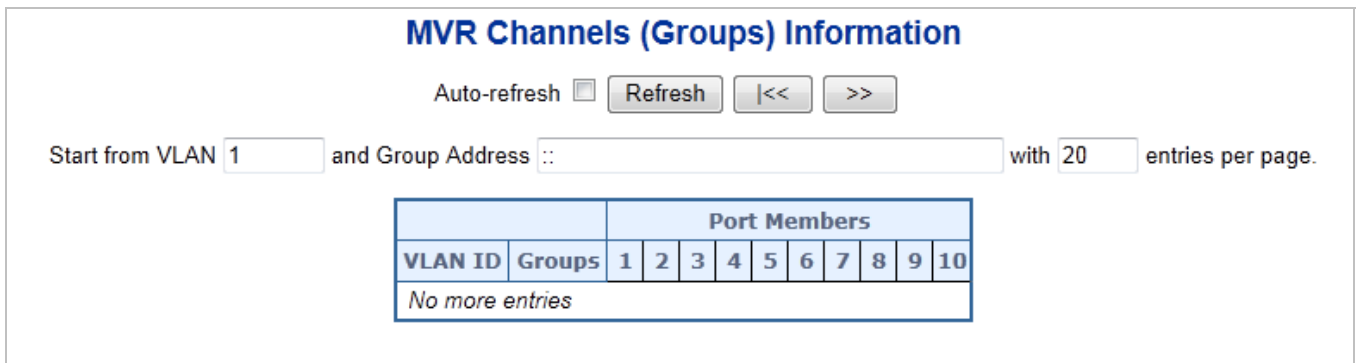 MVR Channels (Groups) Information
Auto-refresh Refresh |<< >>
Start from VLAN 1 and Group Address :: with 20 entries per page.
Port Members
VLAN ID Groups 1 2 3 4 5 6 7 8 9 10
No more entries